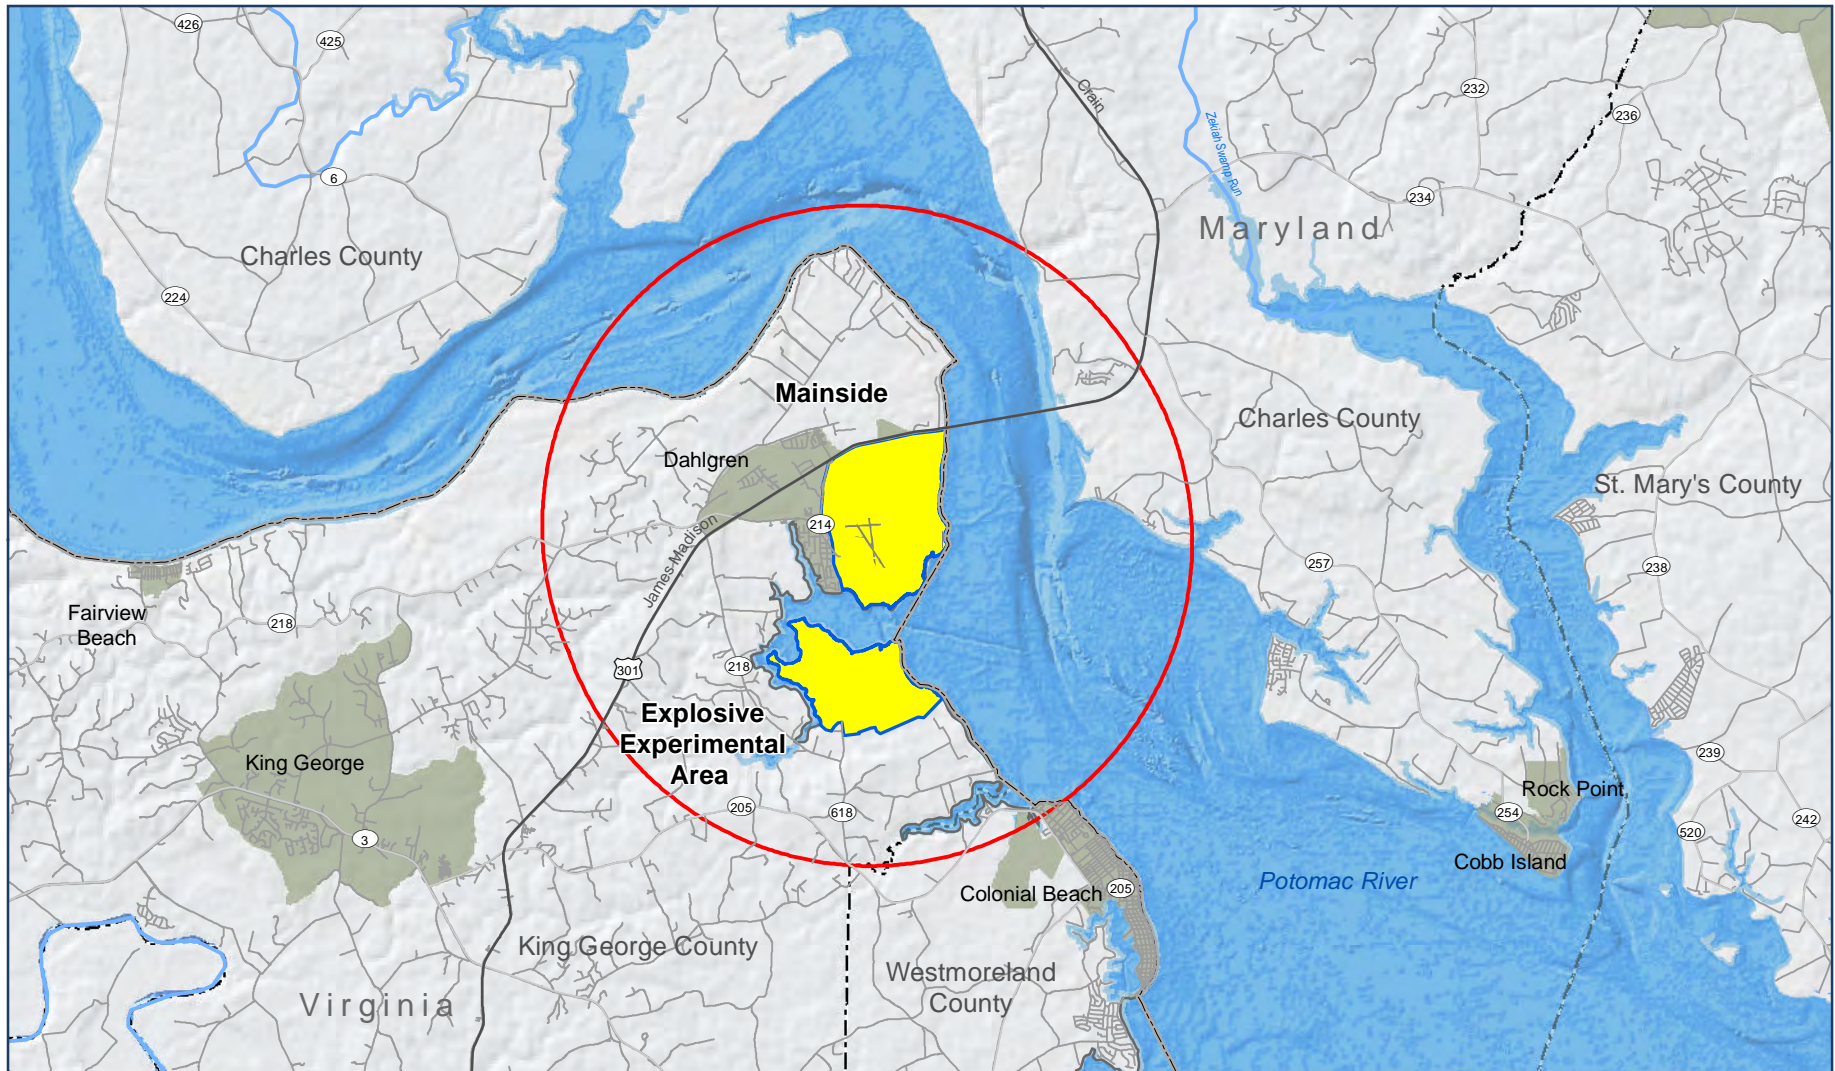 426
425
Crain
232
236
Zekiah Swamp Run
6
234
Maryland
Charles County
224
Mainside
Charles County
Dahlgren
St. Mary's County
214
James Madison
257
238
Fairview
Beach
218
218
301
Explosive
Experimental
Area
King George
239
Rock Point
205
618
254
242
520
3
Cobb Island
Potomac River
Colonial Beach
205
King George County
Westmoreland
County
Virginia